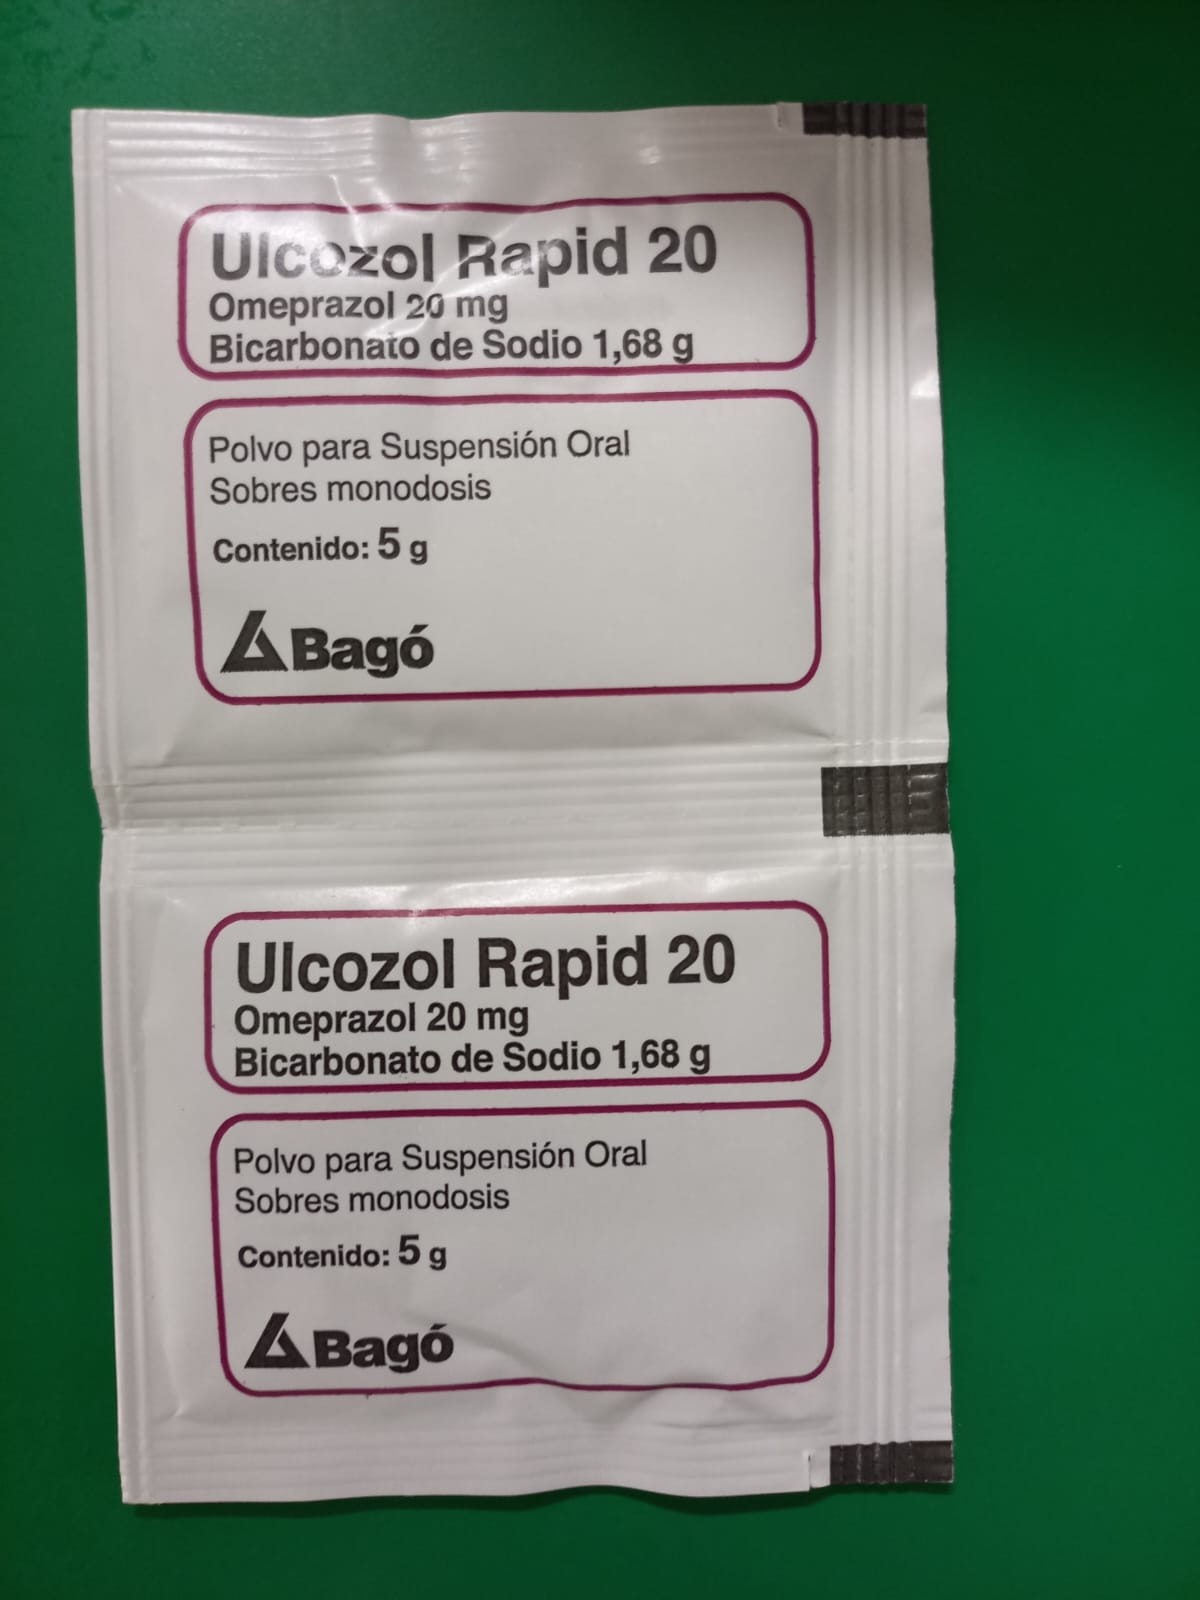 Ulcozol Rapid 20
Omeprazol 20 mg
Bicarbonato de Sodio 1,68 g
Polvo para Suspensión Oral
Sobres monodosis
Contenido: 5 g
Bagó
Ulcozol Rapid 20
Omeprazol 20 mg
Bicarbonato de Sodio 1,68 g
Polvo para Suspensión Oral
Sobres monodosis
Contenido: 5 g
Bagó